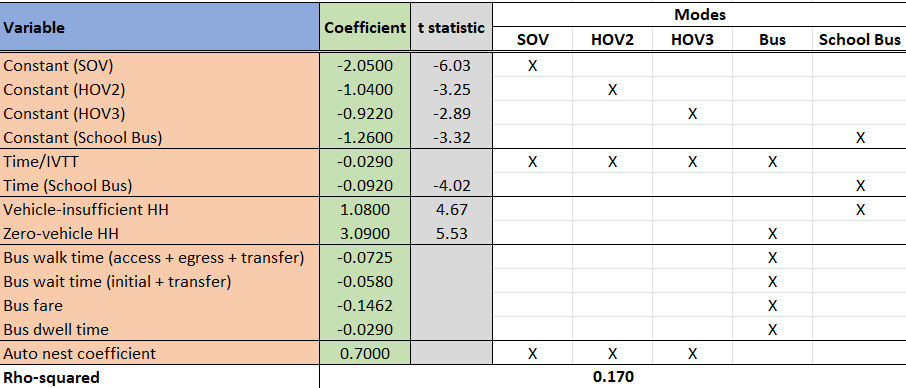 Modes
Variable Coefficient t statistic SOV HOV2 HOV3 Bus School Bus
Constant (SOV) -2.0500 -6.03 X
Constant (HOV2) -1.0400 -3.25 X
Constant (HOV3) -0.9220 -2.89 X
Constant (School Bus) -1.2600 -3.32 X
Time/IVTT -0.0290 X X X X
Time (School Bus) -0.0920 -4.02 X
Vehicle-insufficient HH 1.0800 4.67 X
Zero-vehicle HH 3.0900 5.53 X
Bus walk time (access + egress + transfer) -0.0725 X
Bus wait time (initial + transfer) -0.0580 X
Bus fare -0.1462 X
Bus dwell time -0.0290 X
Auto nest coefficient 0.7000 X X X
Rho-squared 0.170